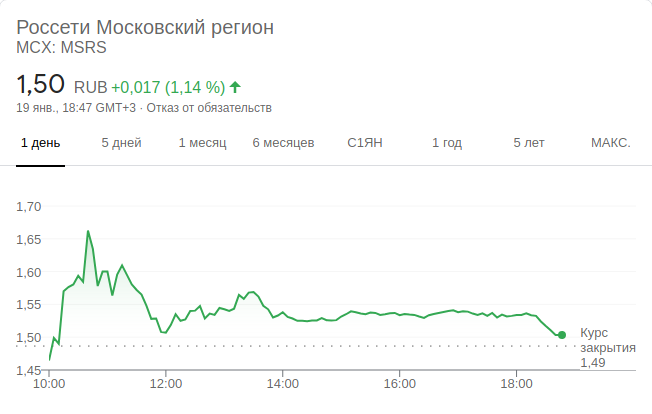 Россети Московский регион
MCX: MSRS
1,50 RUB +0,017 (1,14 %)
19 янв., 18:47 GMT+3 · Отказ от обязательств
1 день 5 дней 1 месяц 6 месяцев С1ЯН 1 год 5 лет МАКС.
1,70
1,65
1,60
1,55
1,50
1,45
Курс
закрытия
1,49
10:00 12:00 14:00 16:00 18:00